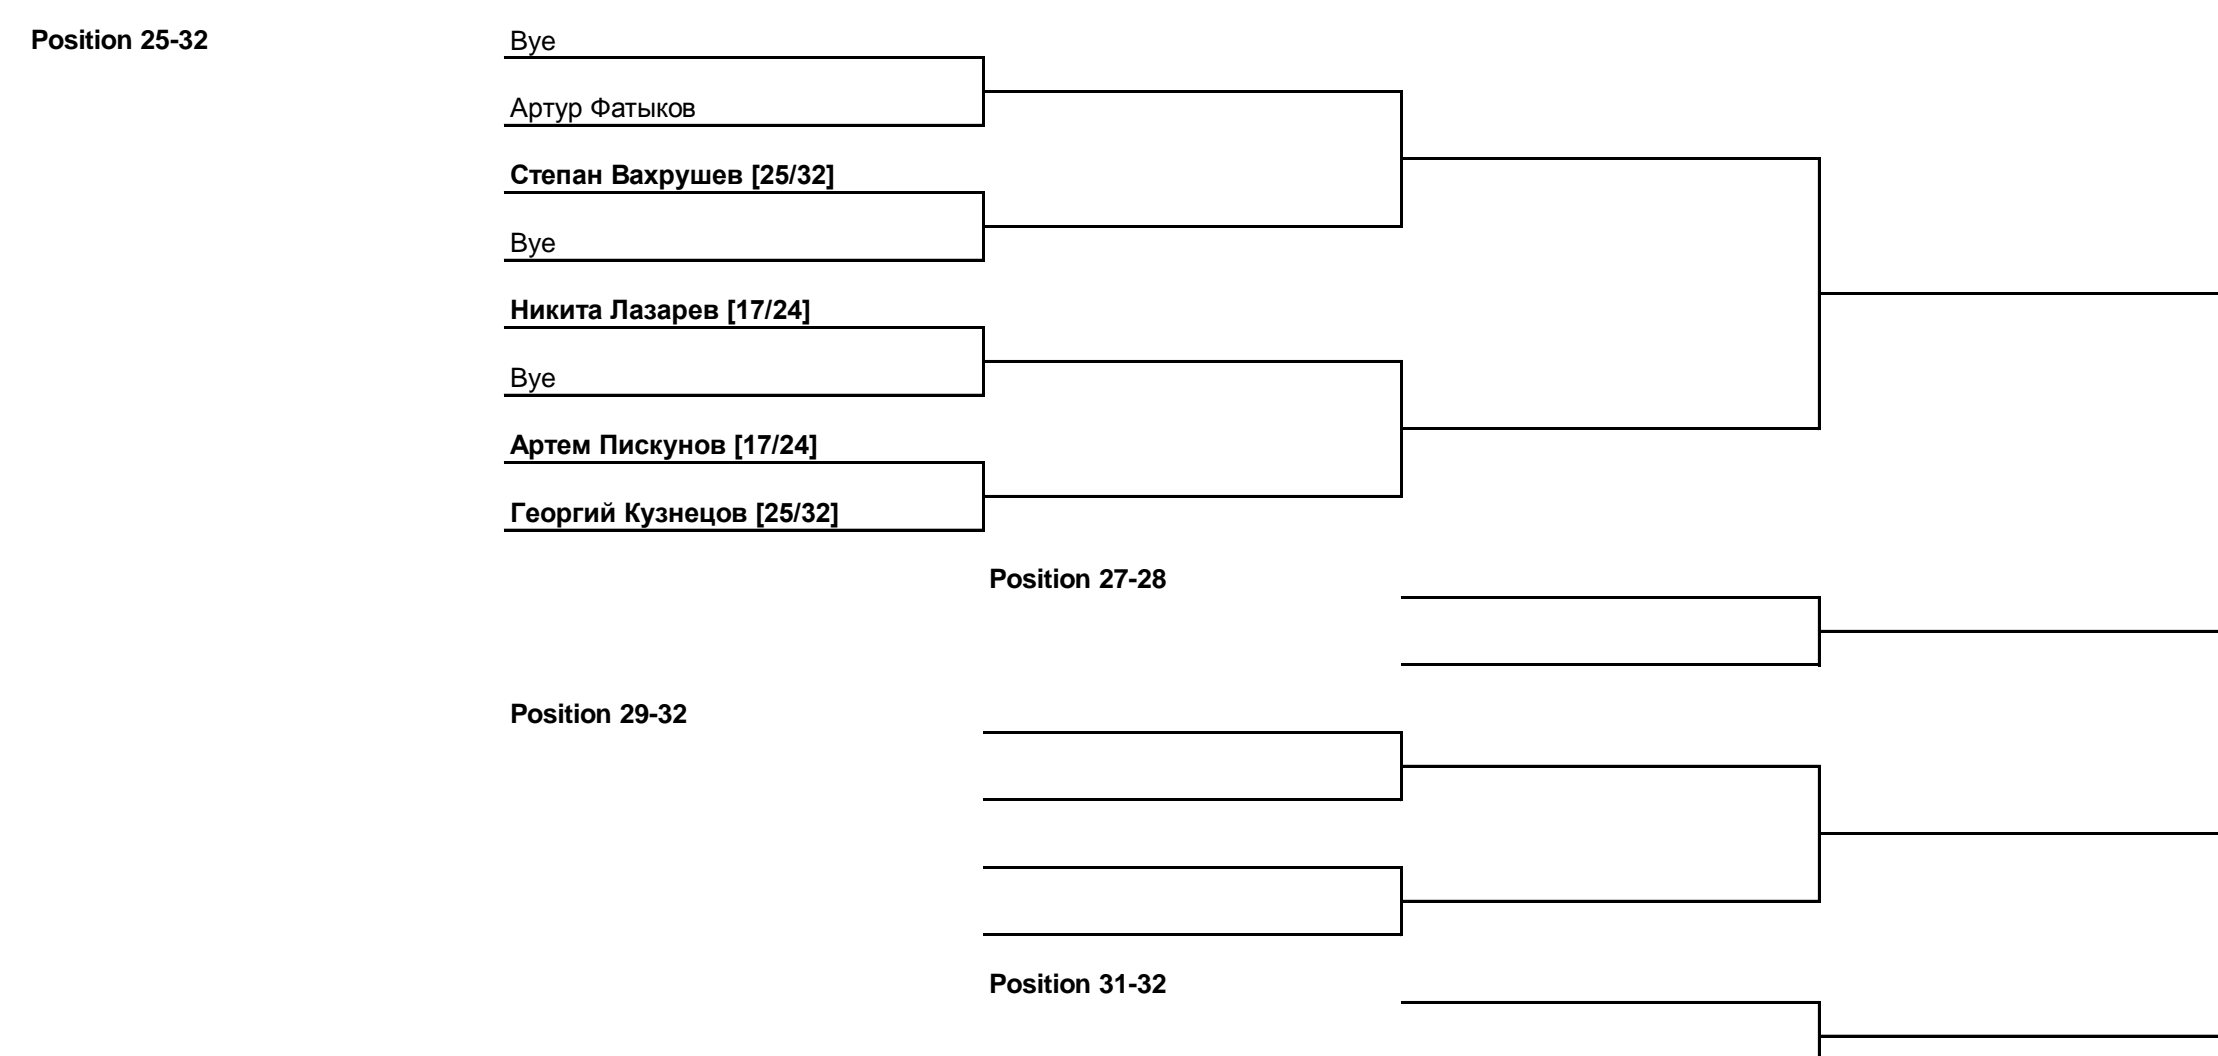 Position 25-32
Bye
Артур Фатыков
Степан Вахрушев [25/32]
Bye
Никита Лазарев [17/24]
Bye
Артем Пискунов [17/24]
Георгий Кузнецов [25/32]
Position 27-28
Position 29-32
Position 31-32